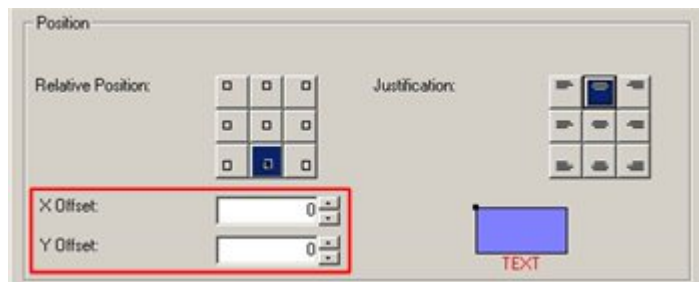 Position
Relative Position:
Justification:
X Offset: 0
Y Offset: 0
TEXT